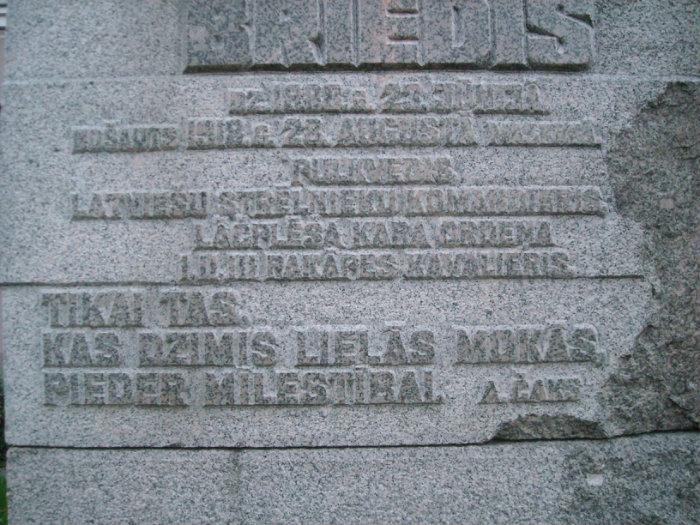 BRIEDIS
DZ. 1888. G. 23. JŪNIJĀ
NOŠAUTS 1918. G. 28. AUGUSTĀ MASKAVĀ
PULKVEDIS
LATVIEŠU STRĒLNIEKU KOMANDIERIS
LĀČPLĒŠA KARA ORDEŅA
I. II. III PAKĀPES KAVALIERIS
TIKAI TAS,
KAS DZIMIS LIELĀS MOKĀS,
PIEDER MĪLESTĪBAI. A. ČAKS